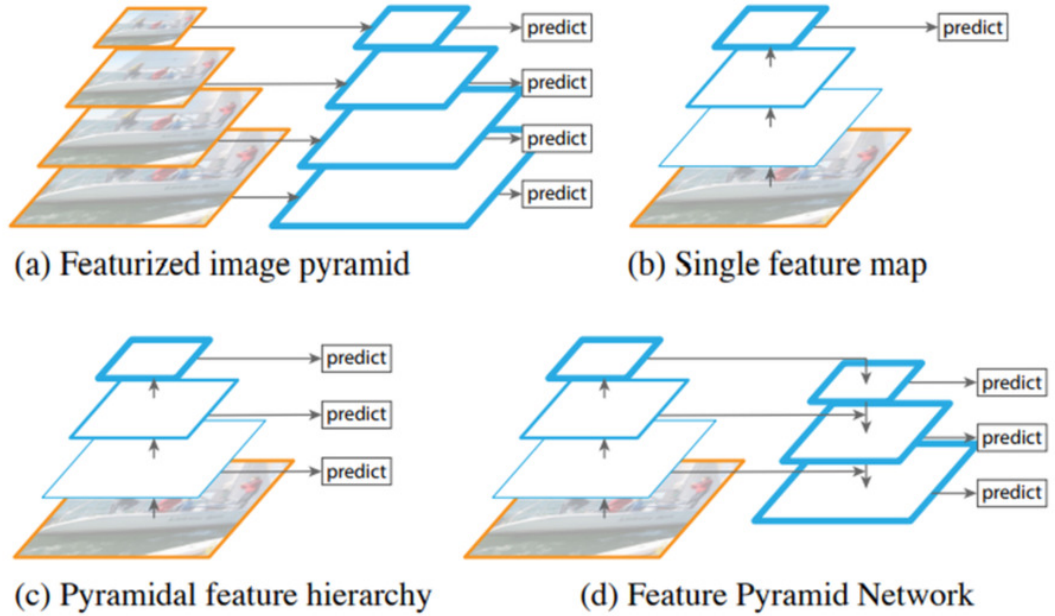 predict
predict
predict
predict
(a) Featurized image pyramid
predict
(b) Single feature map
predict
predict
predict
(c) Pyramidal feature hierarchy
predict
predict
predict
(d) Feature Pyramid Network